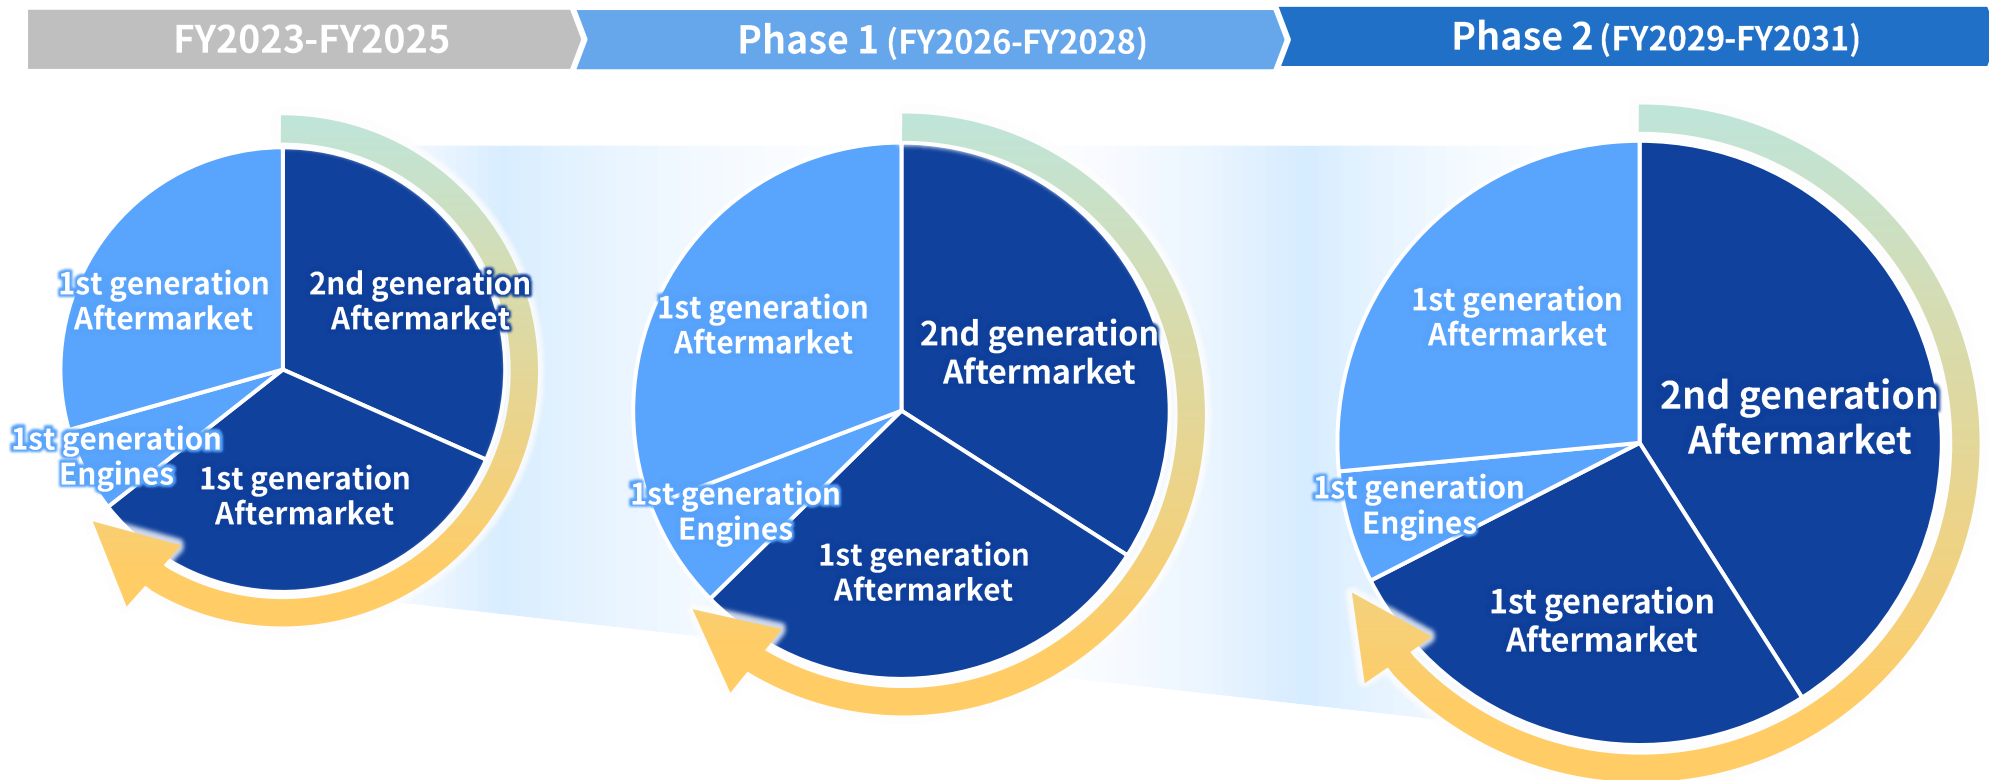 FY2023-FY2025
Phase 1 (FY2026-FY2028)
Phase 2 (FY2029-FY2031)
1st generation
Aftermarket
2nd generation
Aftermarket
1st generation
Engines
1st generation
Aftermarket
1st generation
Aftermarket
2nd generation
Aftermarket
1st generation
Engines
1st generation
Aftermarket
1st generation
Aftermarket
2nd generation
Aftermarket
1st generation
Engines
1st generation
Aftermarket